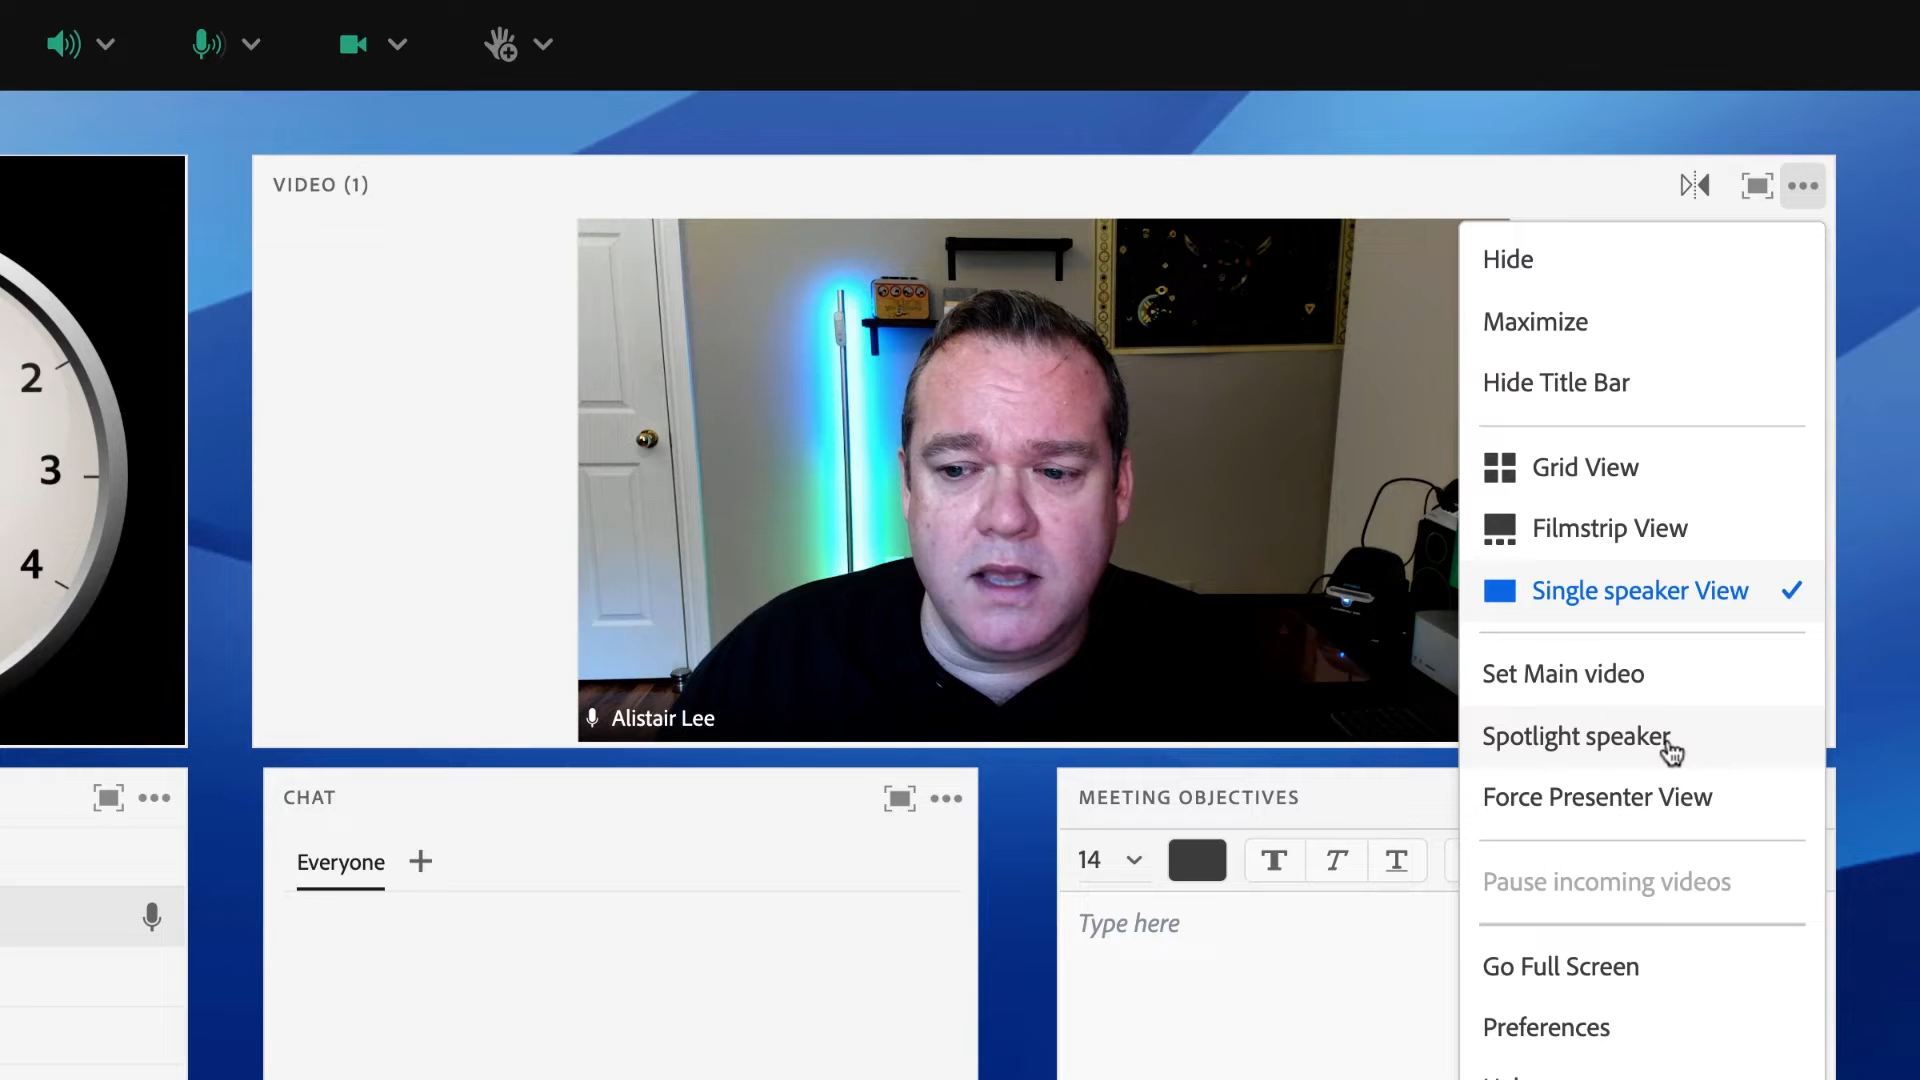 VIDEO (1)
Hide
Maximize
Hide Title Bar
Grid View
Filmstrip View
Single speaker View
Set Main video
Spotlight speaker
Force Presenter View
Pause incoming videos
Go Full Screen
Preferences
2
3
4
Alistair Lee
CHAT
Everyone
MEETING OBJECTIVES
14
T T T
Type here